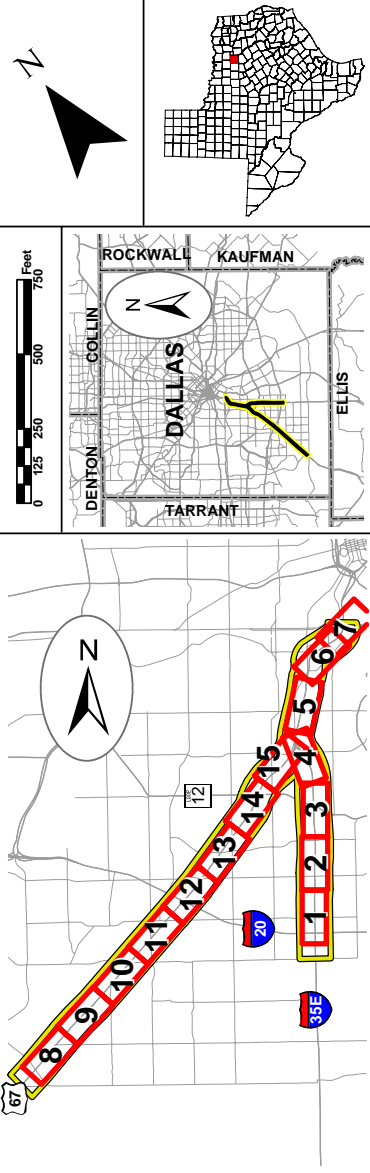 N
0 125 250 500 750
Feet
DENTON
COLLIN
ROCKWALL
KAUFMAN
N
DALLAS
TARRANT
ELLIS
N
67
LOOP
12
20
35E
1
2
3
4
5
6
7
8
9
10
11
12
13
14
15